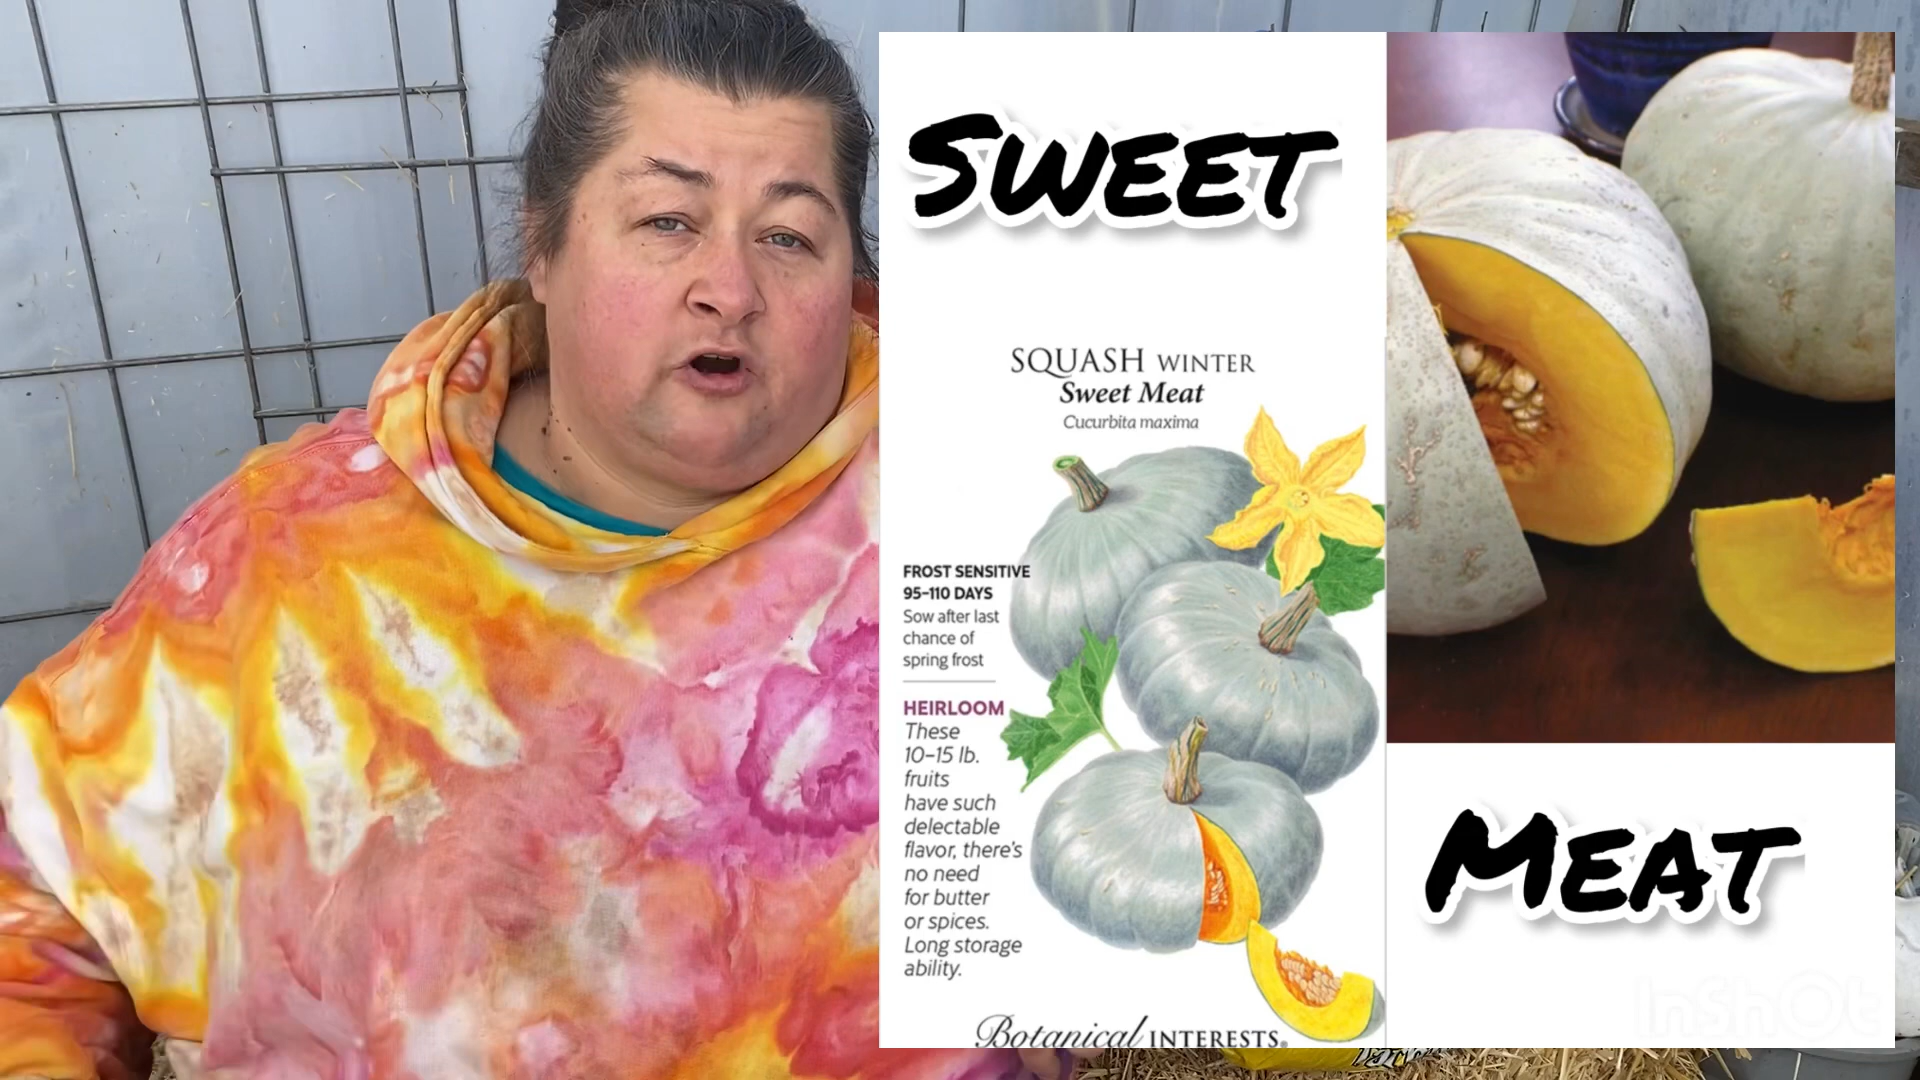 SWEET
SQUASH WINTER
Sweet Meat
Cucurbita maxima
FROST SENSITIVE
95–110 DAYS
Sow after last
chance of
spring frost
HEIRLOOM
These
10–15 lb.
fruits
have such
delectable
flavor, there's
no need
for butter
or spices.
Long storage
ability.
Botanical INTERESTS®
MEAT
InShOt